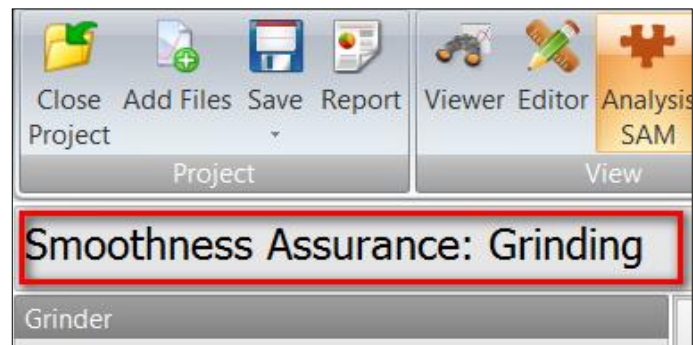 Close Project
Add Files
Save
Report
Viewer
Editor
Analysis SAM
Project
View
Smoothness Assurance: Grinding
Grinder